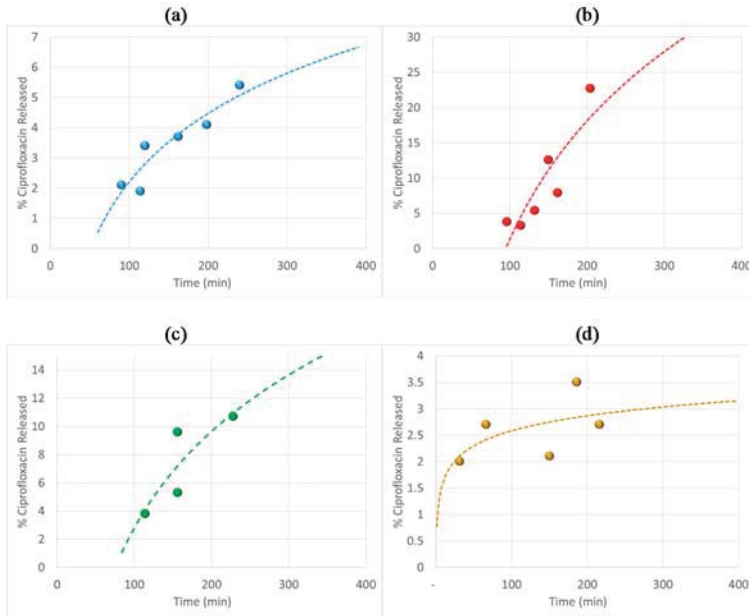 (a)
7
6
5
4
3
2
1
0
% Ciprofloxacin Released
0 100 200 300 400
Time (min)
(b)
30
25
20
15
10
5
0
% Ciprofloxacin Released
0 100 200 300 400
Time (min)
(c)
14
12
10
8
6
4
2
0
% Ciprofloxacin Released
0 100 200 300 400
Time (min)
(d)
4
3.5
3
2.5
2
1.5
1
0.5
0
% Ciprofloxacin Released
- 100 200 300 400
Time (min)